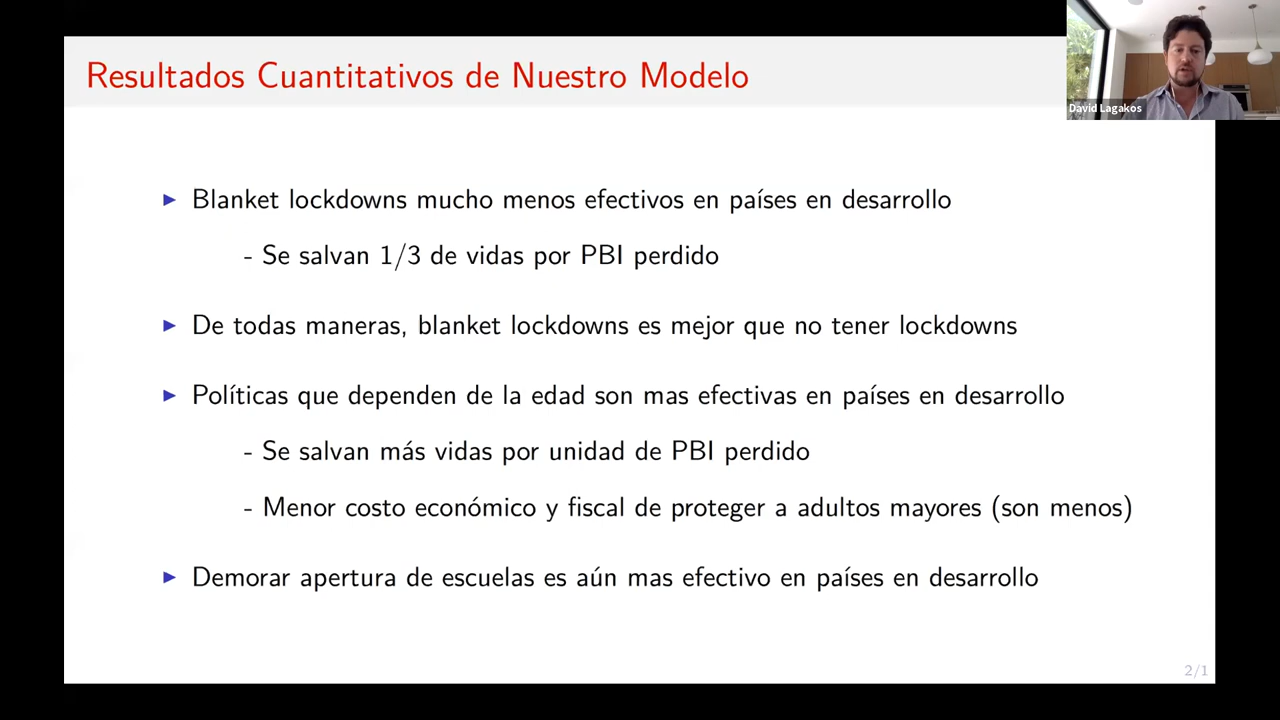 Resultados Cuantitativos de Nuestro Modelo
David Lagakos
▶ Blanket lockdowns mucho menos efectivos en países en desarrollo
- Se salvan 1/3 de vidas por PBI perdido
▶ De todas maneras, blanket lockdowns es mejor que no tener lockdowns
▶ Políticas que dependen de la edad son mas efectivas en países en desarrollo
- Se salvan más vidas por unidad de PBI perdido
- Menor costo económico y fiscal de proteger a adultos mayores (son menos)
▶ Demorar apertura de escuelas es aún mas efectivo en países en desarrollo
2/1